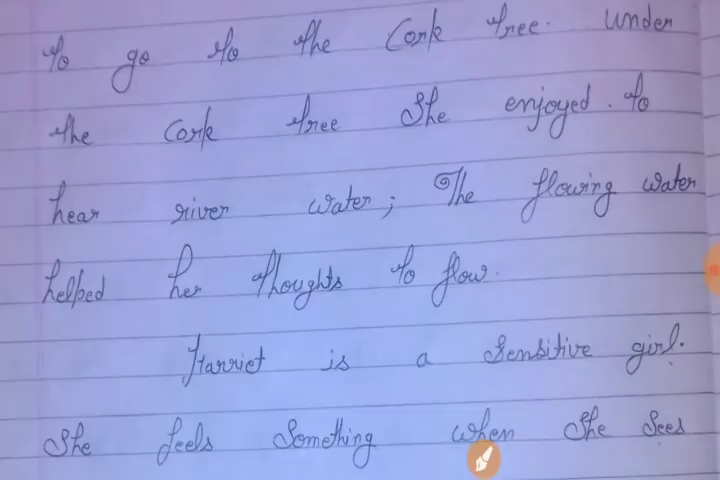 to go to the Cork tree. Under
the Cork tree She enjoyed. to
hear river water; The flowing water
helped her thoughts to flow.
Harriet is a Sensitive girl.
She feels Something when She Sees